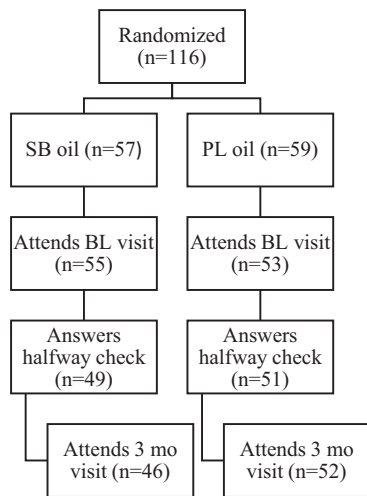 Randomized
(n=116)
SB oil (n=57)
PL oil (n=59)
Attends BL visit
(n=55)
Attends BL visit
(n=53)
Answers
halfway check
(n=49)
Answers
halfway check
(n=51)
Attends 3 mo
visit (n=46)
Attends 3 mo
visit (n=52)